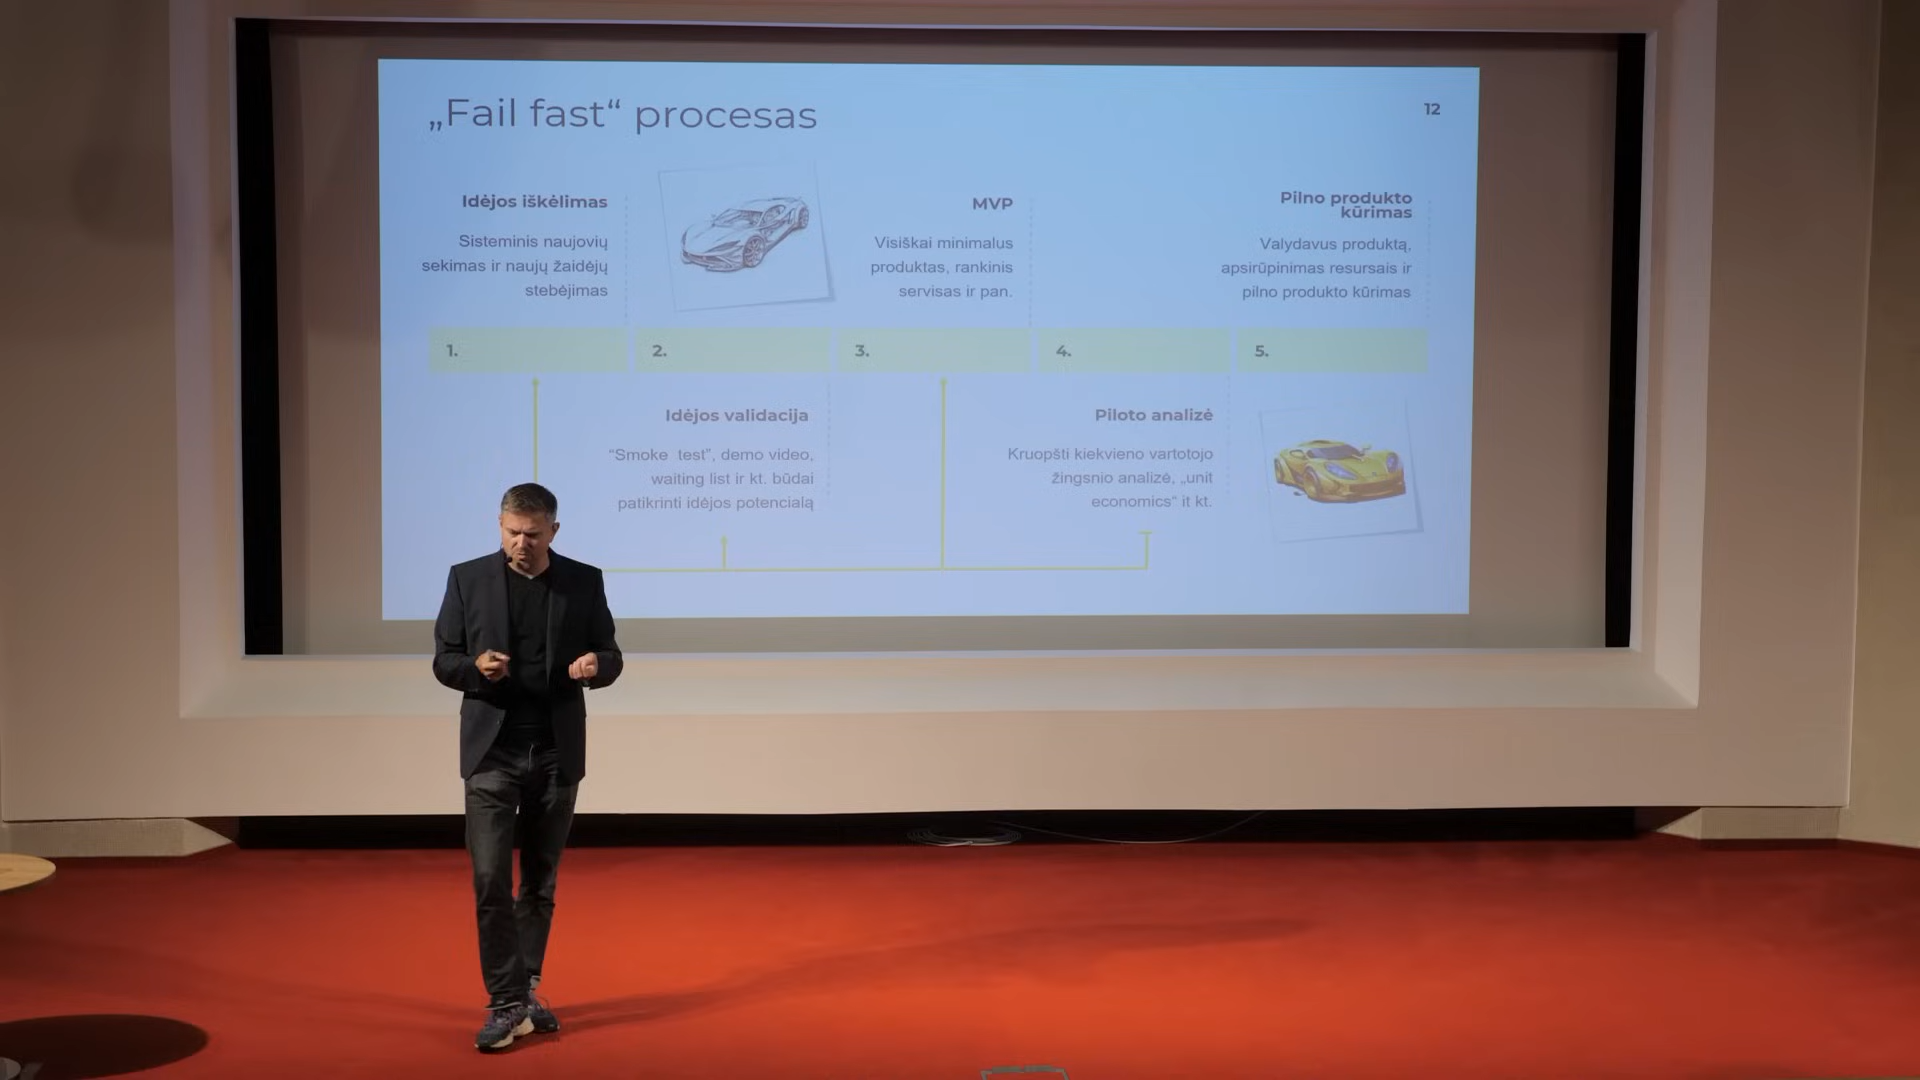 „Fail fast“ procesas
12
Idėjos iškėlimas
Sisteminis naujovių
sekimas ir naujų žaidėjų
stebėjimas
MVP
Visiškai minimalus
produktas, rankinis
servisas ir pan.
Pilno produkto
kūrimas
Valydavus produktą,
apsirūpinimas resursais ir
pilno produkto kūrimas
1.
2.
3.
4.
5.
Idėjos validacija
“Smoke test”, demo video,
waiting list ir kt. būdai
patikrinti idėjos potencialą
Piloto analizė
Kruopšti kiekvieno vartotojo
žingsnio analizė, „unit
economics“ it kt.